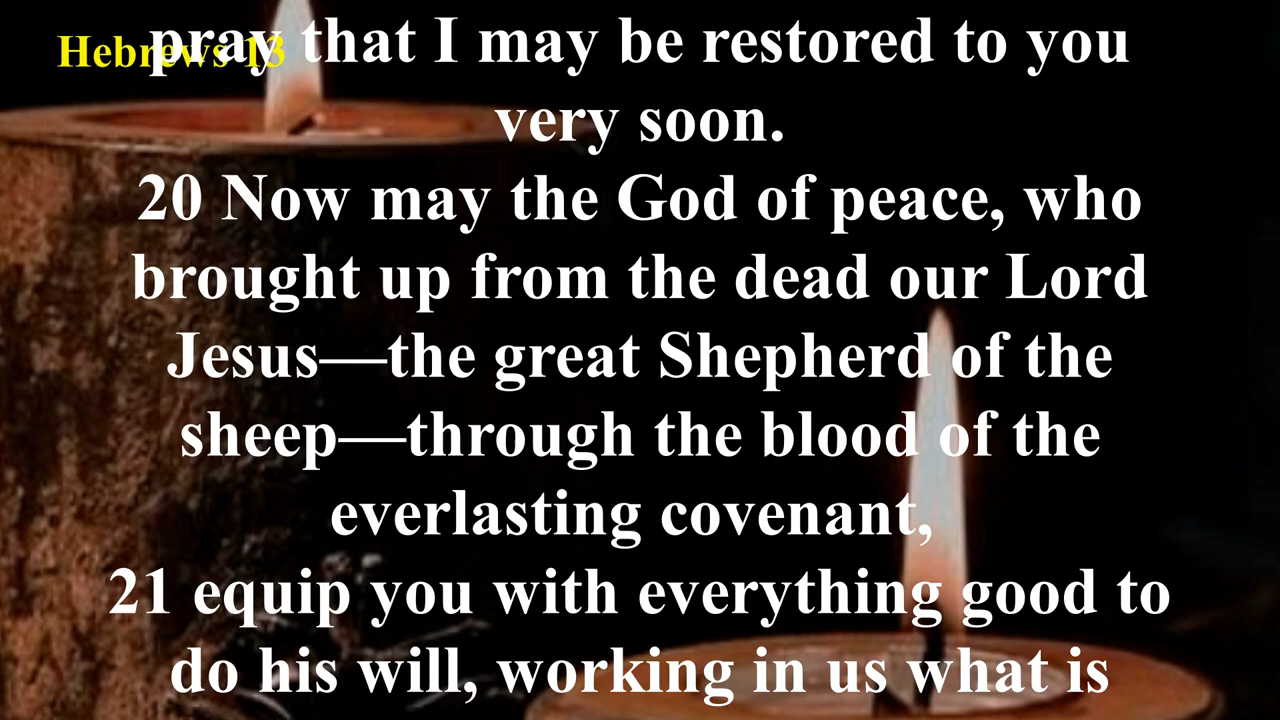 Hebrews 13
pray that I may be restored to you
very soon.
20 Now may the God of peace, who
brought up from the dead our Lord
Jesus—the great Shepherd of the
sheep—through the blood of the
everlasting covenant,
21 equip you with everything good to
do his will, working in us what is